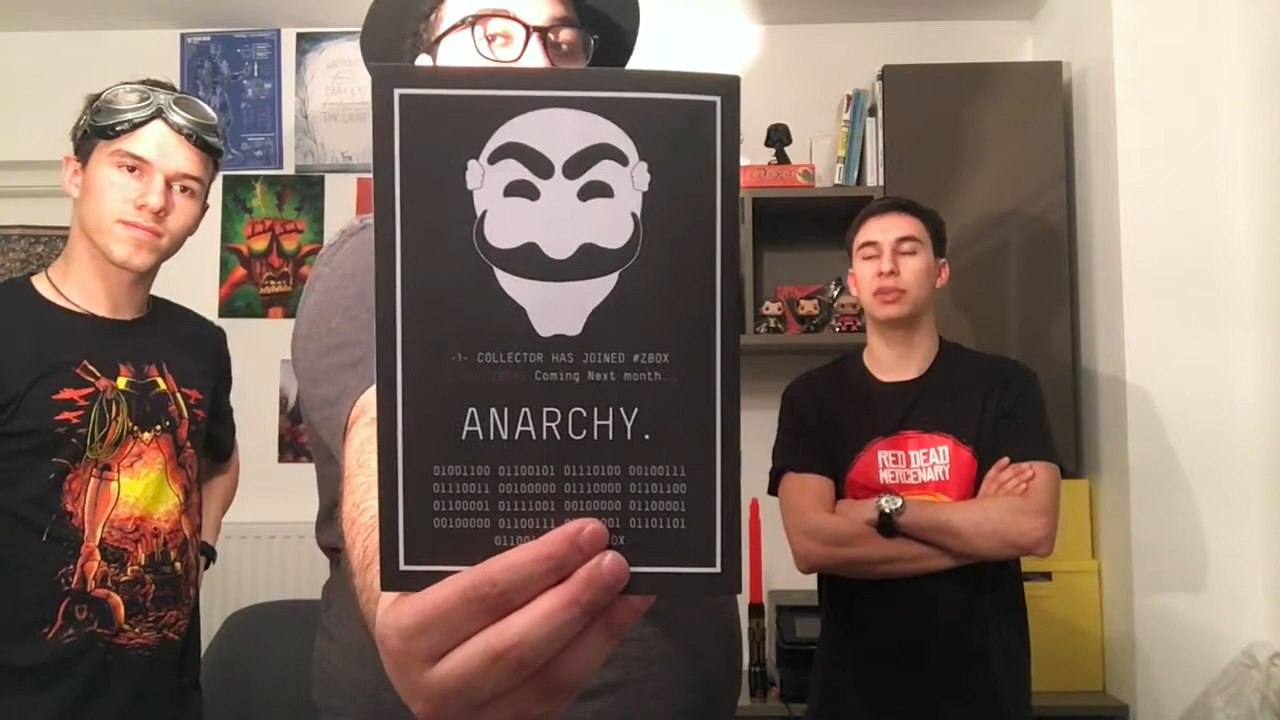 -!- COLLECTOR HAS JOINED #ZBOX
Coming Next month...
ANARCHY.
01001100 01100101 01110100 00100111
01110011 00100000 01110000 01101100
01100001 01111001 00100000 01100001
00100000 01100111 01101101
RED DEAD
MERCENARY